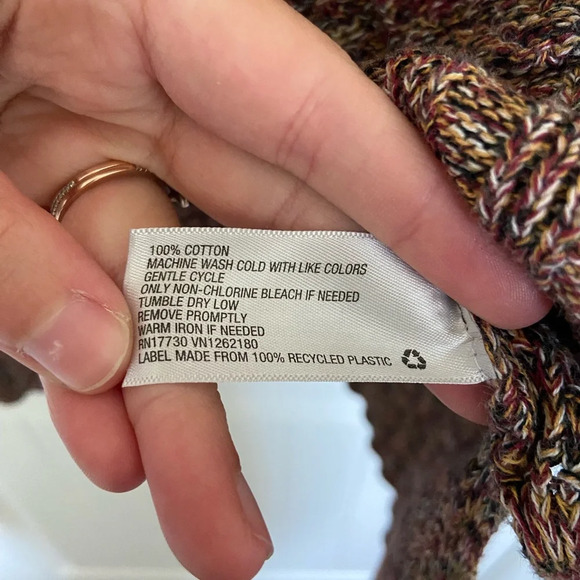 100% COTTON
MACHINE WASH COLD WITH LIKE COLORS
GENTLE CYCLE
ONLY NON-CHLORINE BLEACH IF NEEDED
TUMBLE DRY LOW
REMOVE PROMPTLY
WARM IRON IF NEEDED
RN17730 VN1262180
LABEL MADE FROM 100% RECYCLED PLASTIC